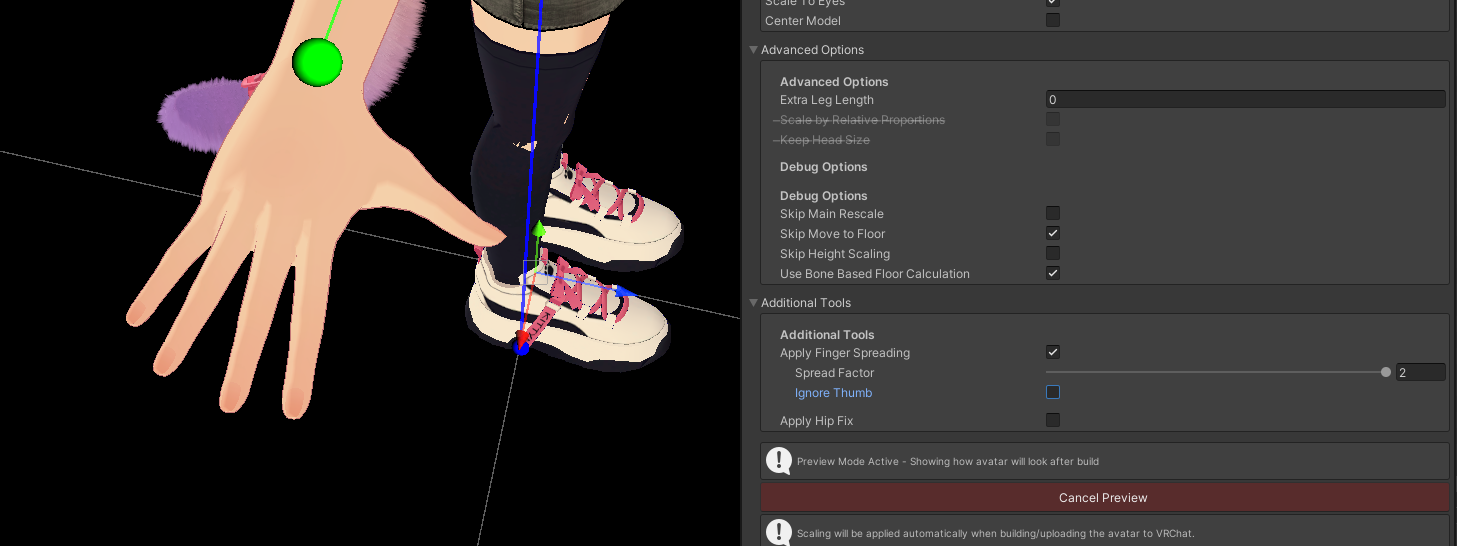 Scale To Eyes
Center Model
Advanced Options
Advanced Options
Extra Leg Length 0
Scale by Relative Proportions
Keep Head Size
Debug Options
Debug Options
Skip Main Rescale
Skip Move to Floor
Skip Height Scaling
Use Bone Based Floor Calculation
Additional Tools
Additional Tools
Apply Finger Spreading
Spread Factor 2
Ignore Thumb
Apply Hip Fix
Preview Mode Active - Showing how avatar will look after build
Cancel Preview
Scaling will be applied automatically when building/uploading the avatar to VRChat.
KITTY